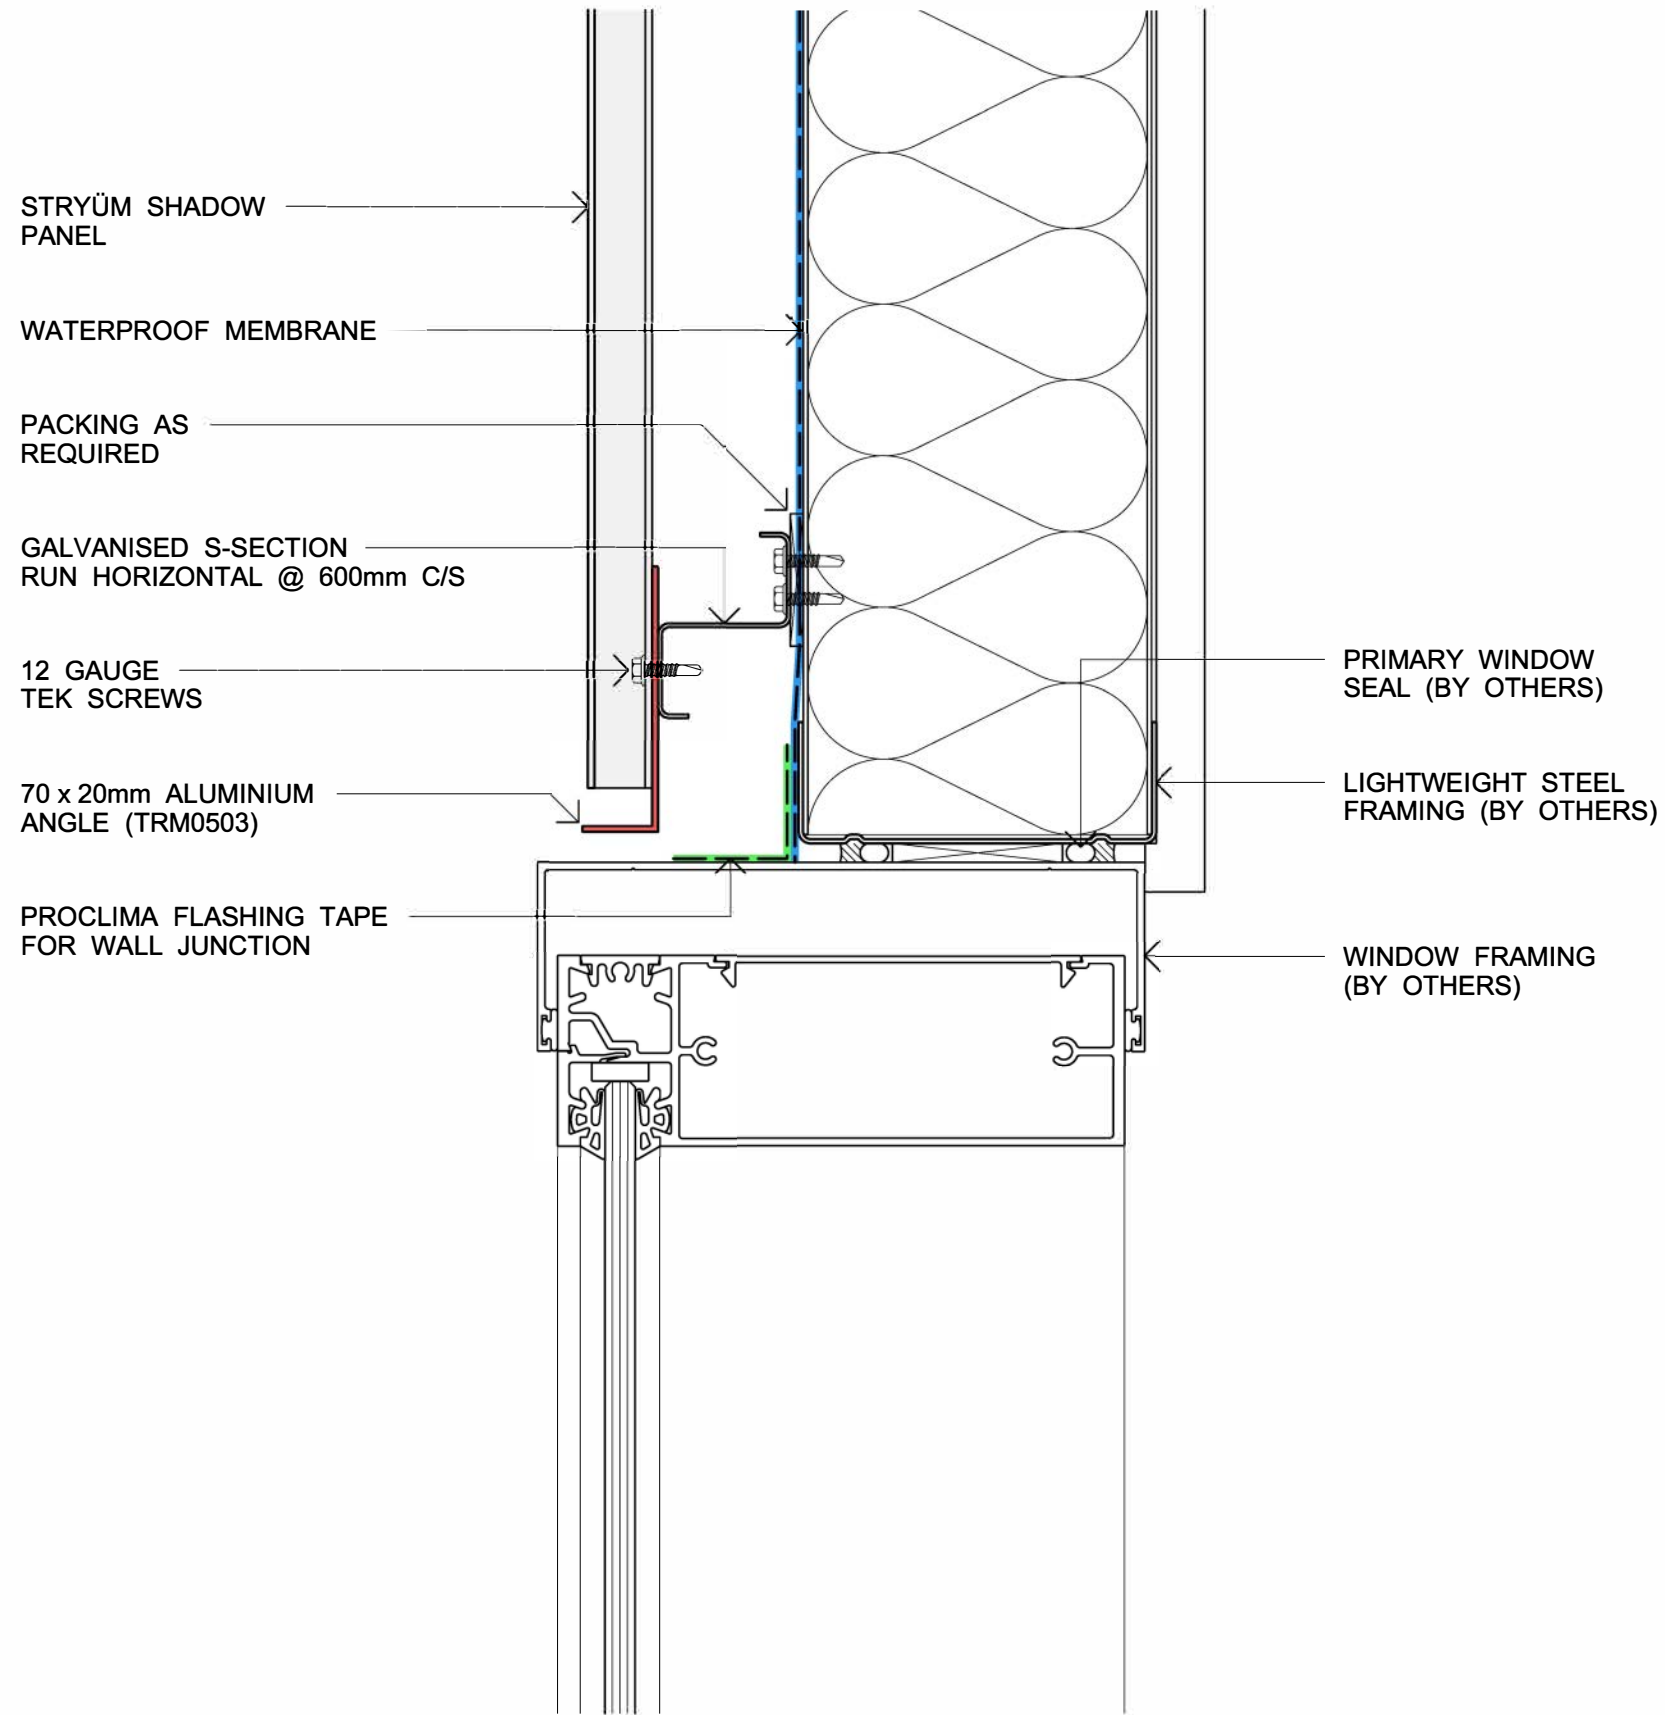 STRYÜM SHADOW
PANEL
WATERPROOF MEMBRANE
PACKING AS
REQUIRED
GALVANISED S-SECTION
RUN HORIZONTAL @ 600mm C/S
12 GAUGE
TEK SCREWS
70 x 20mm ALUMINIUM
ANGLE (TRM0503)
PROCLIMA FLASHING TAPE
FOR WALL JUNCTION
PRIMARY WINDOW
SEAL (BY OTHERS)
LIGHTWEIGHT STEEL
FRAMING (BY OTHERS)
WINDOW FRAMING
(BY OTHERS)